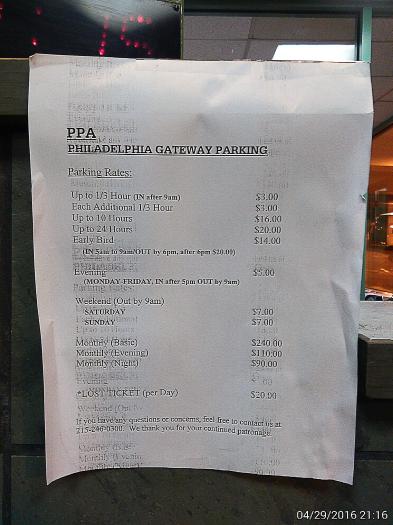 PPA
PHILADELPHIA GATEWAY PARKING
Parking Rates:
Up to 1/3 Hour (IN after 9am) $3.00
Each Additional 1/3 Hour $3.00
Up to 10 Hours $16.00
Up to 24 Hours $20.00
Early Bird $14.00
(IN 5am to 9am/OUT by 6pm, after 6pm $20.00)
Evening $5.00
(MONDAY-FRIDAY, IN after 5pm OUT by 9am)
Weekend (Out by 9am)
SATURDAY $7.00
SUNDAY $7.00
Monthly (Basic) $240.00
Monthly (Evening) $110.00
Monthly (Night) $90.00
*LOST TICKET (per Day) $20.00
If you have any questions or concerns, feel free to contact us at
215-246-0300. We thank you for your continued patronage.
04/29/2016 21:16